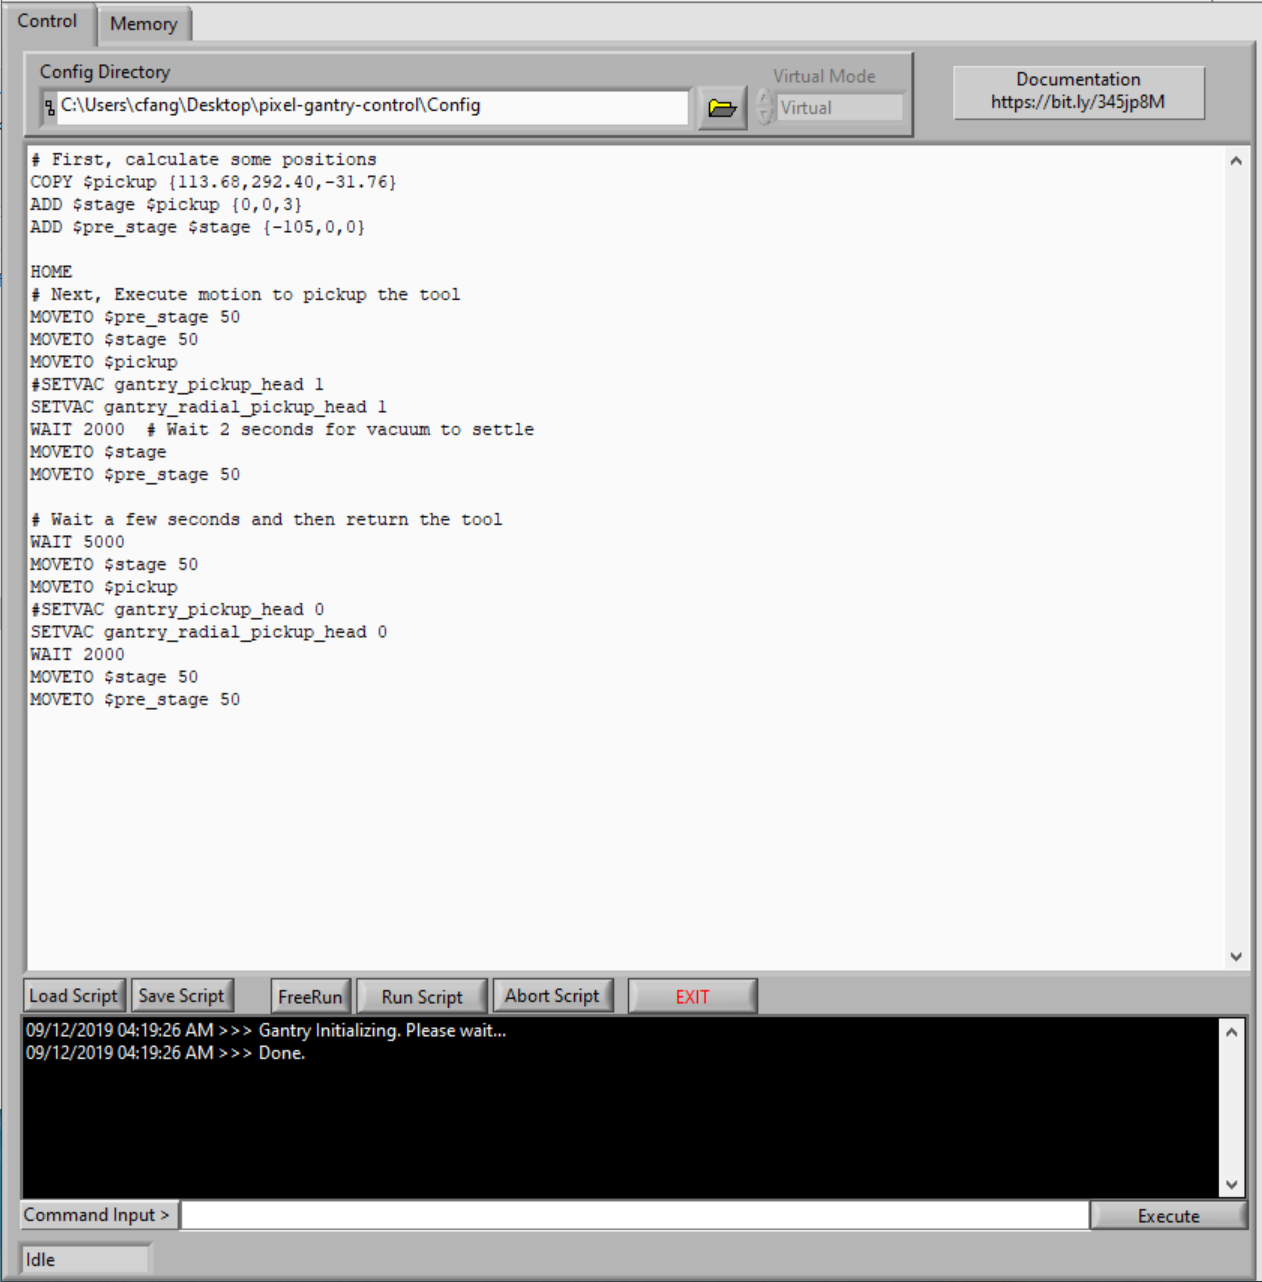 Control
Memory
Config Directory
C:\Users\cfang\Desktop\pixel-gantry-control\Config
Virtual Mode
Virtual
Documentation
https://bit.ly/345jp8M
# First, calculate some positions
COPY $pickup {113.68,292.40,-31.76}
ADD $stage $pickup {0,0,3}
ADD $pre_stage $stage {-105,0,0}
HOME
# Next, Execute motion to pickup the tool
MOVETO $pre_stage 50
MOVETO $stage 50
MOVETO $pickup
#SETVAC gantry_pickup_head 1
SETVAC gantry_radial_pickup_head 1
WAIT 2000  # Wait 2 seconds for vacuum to settle
MOVETO $stage
MOVETO $pre_stage 50
# Wait a few seconds and then return the tool
WAIT 5000
MOVETO $stage 50
MOVETO $pickup
#SETVAC gantry_pickup_head 0
SETVAC gantry_radial_pickup_head 0
WAIT 2000
MOVETO $stage 50
MOVETO $pre_stage 50
Load Script
Save Script
FreeRun
Run Script
Abort Script
EXIT
09/12/2019 04:19:26 AM >>> Gantry Initializing. Please wait...
09/12/2019 04:19:26 AM >>> Done.
Command Input >
Execute
Idle